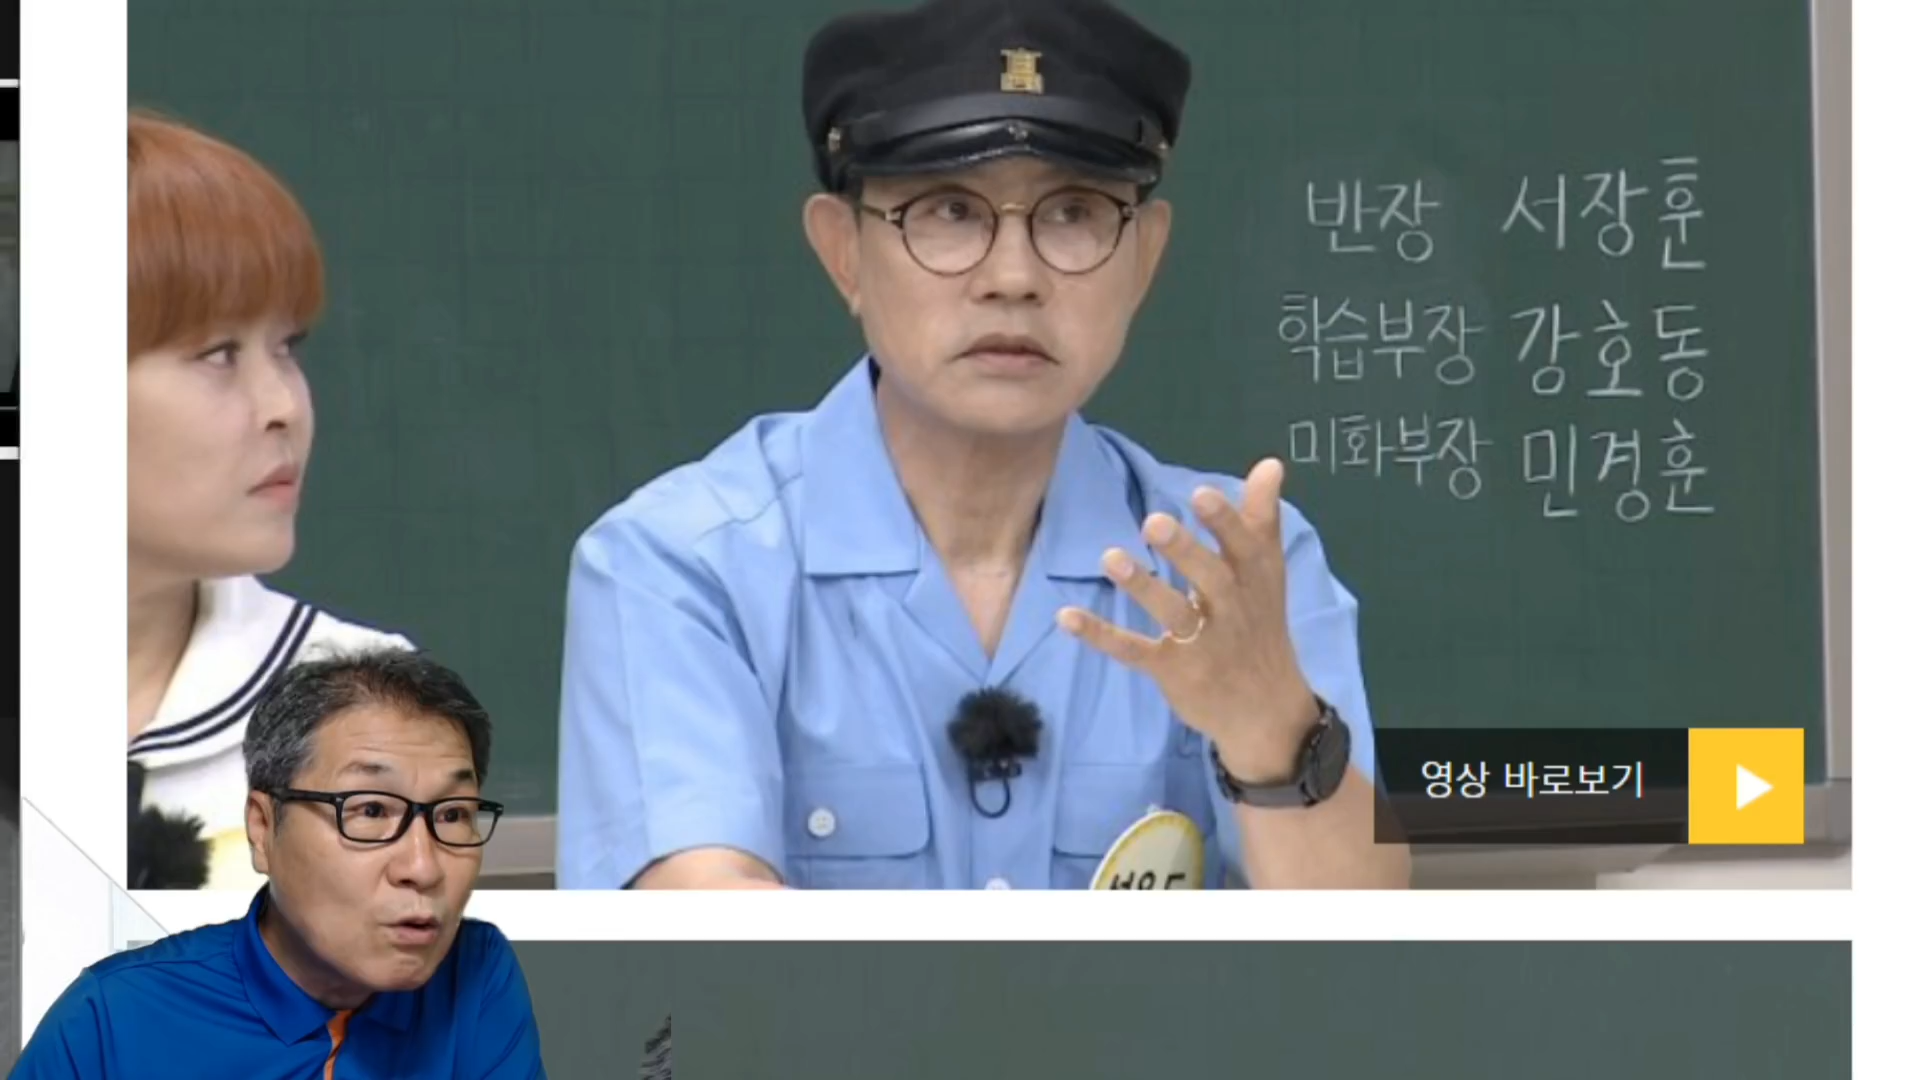 반장 서장훈
학습부장 강호동
미화부장 민경훈
영상 바로보기